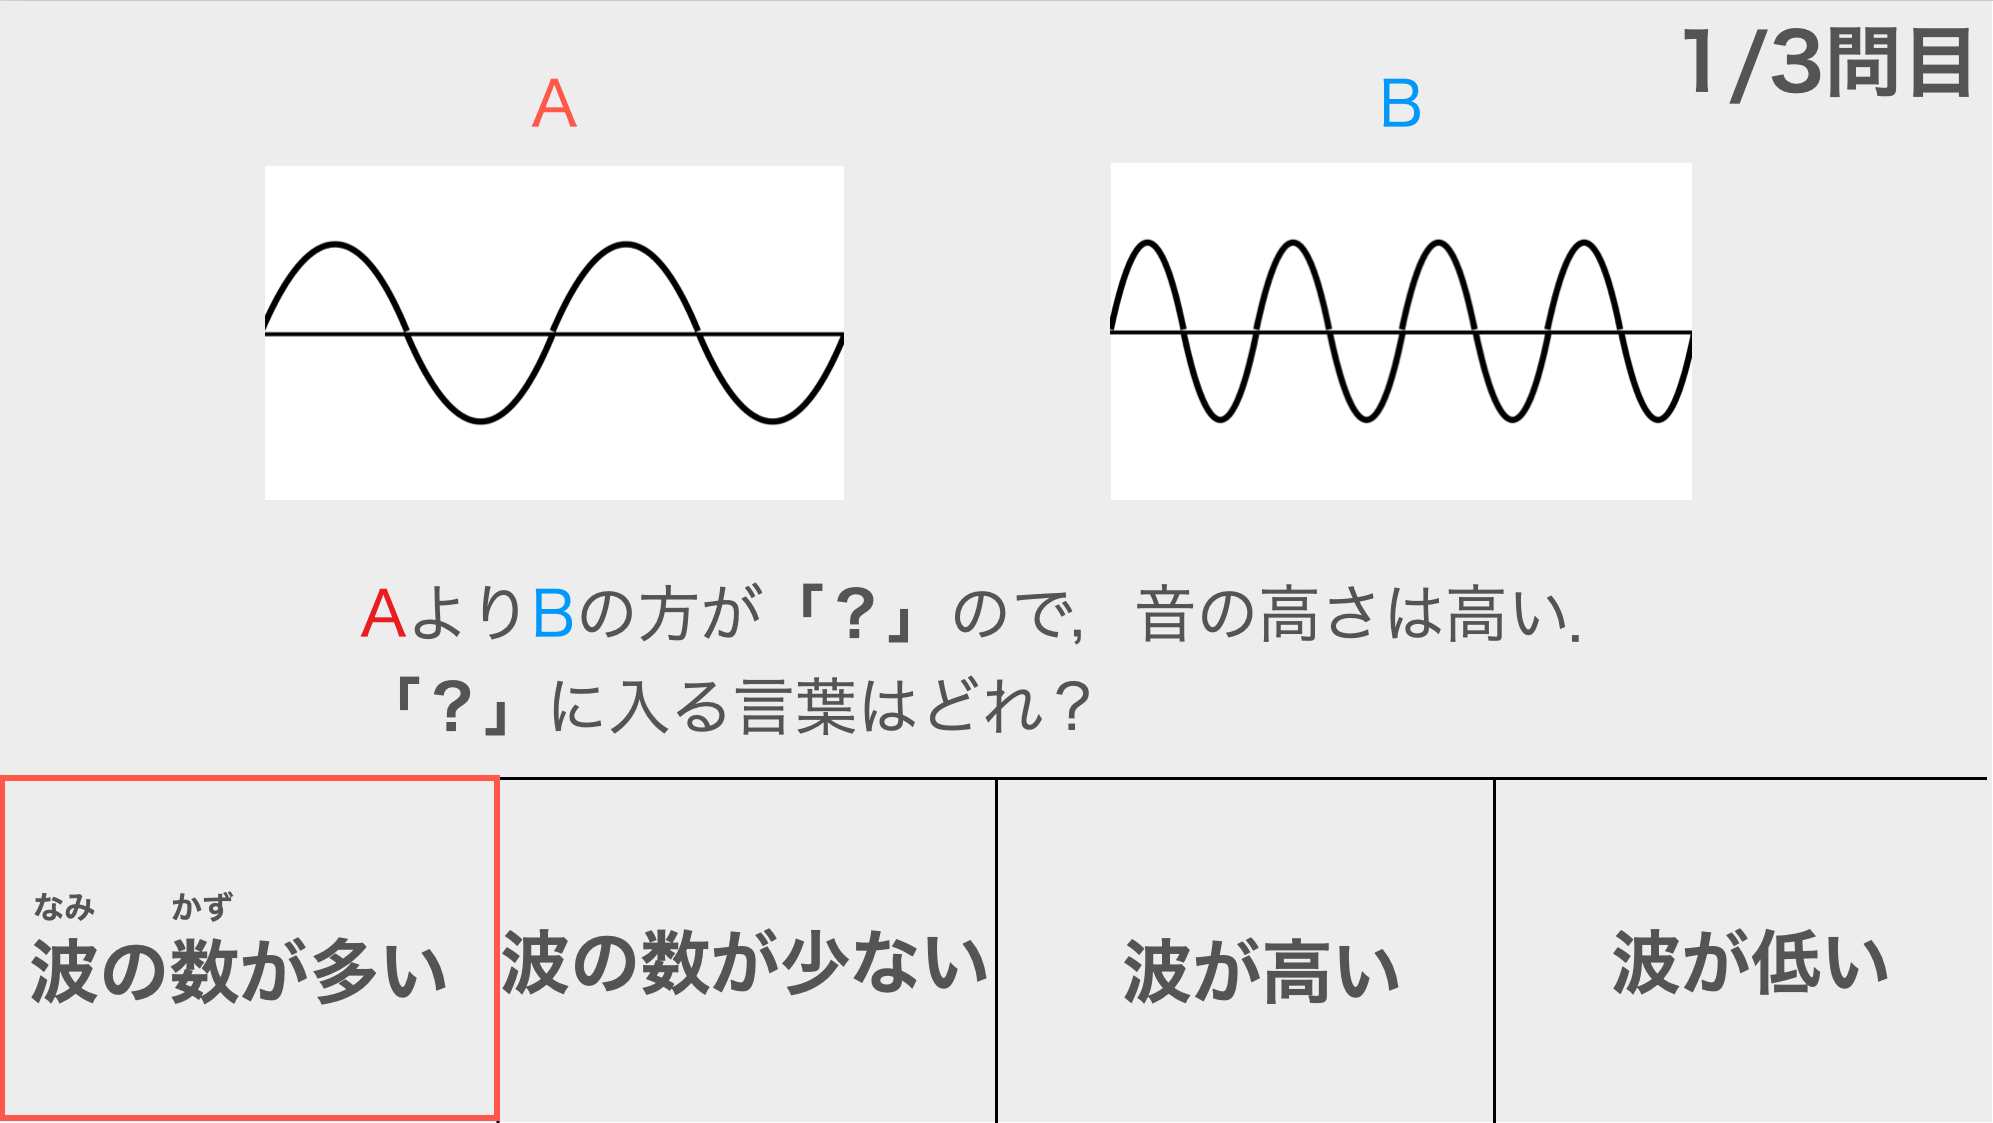 1/3問目
A
B
AよりBの方が「?」ので, 音の高さは高い.
「?」に入る言葉はどれ？
なみ かず
波の数が多い
波の数が少ない
波が高い
波が低い